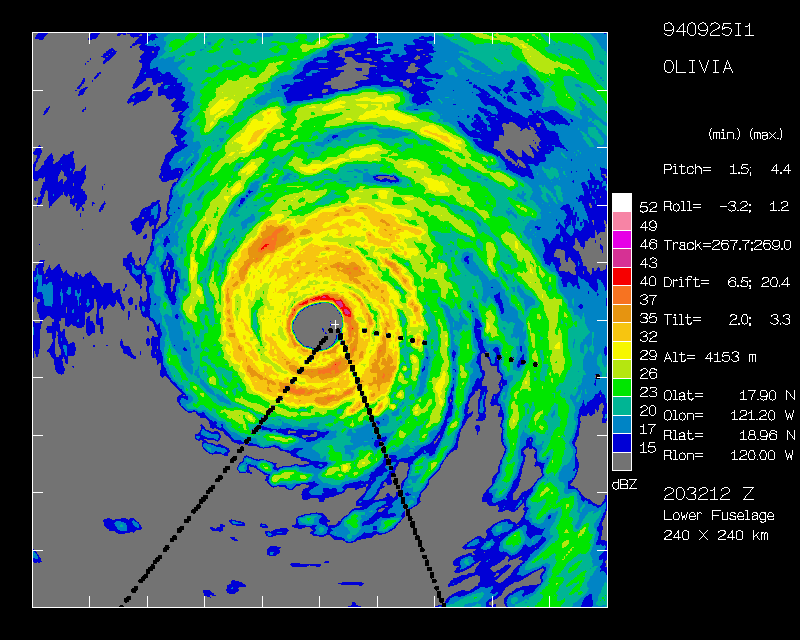 940925I1
OLIVIA
(min.) (max.)
Pitch= 1.5; 4.4
Roll= -3.2; 1.2
Track=267.7;269.0
Drift= 6.5; 20.4
Tilt= 2.0; 3.3
Alt= 4153 m
Olat= 17.90 N
Olon= 121.20 W
Rlat= 18.96 N
Rlon= 120.00 W
203212 Z
Lower Fuselage
240 X 240 km
52
49
46
43
40
37
35
32
29
26
23
20
17
15
dBZ